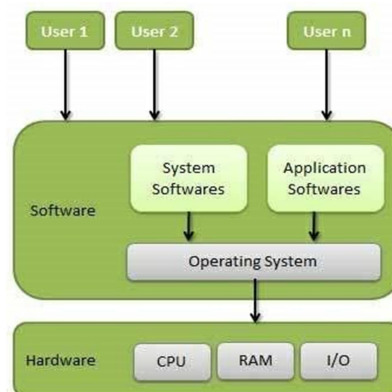 User 1 User 2 User n
System
Softwares
Application
Softwares
Software
Operating System
Hardware
CPU RAM I/O